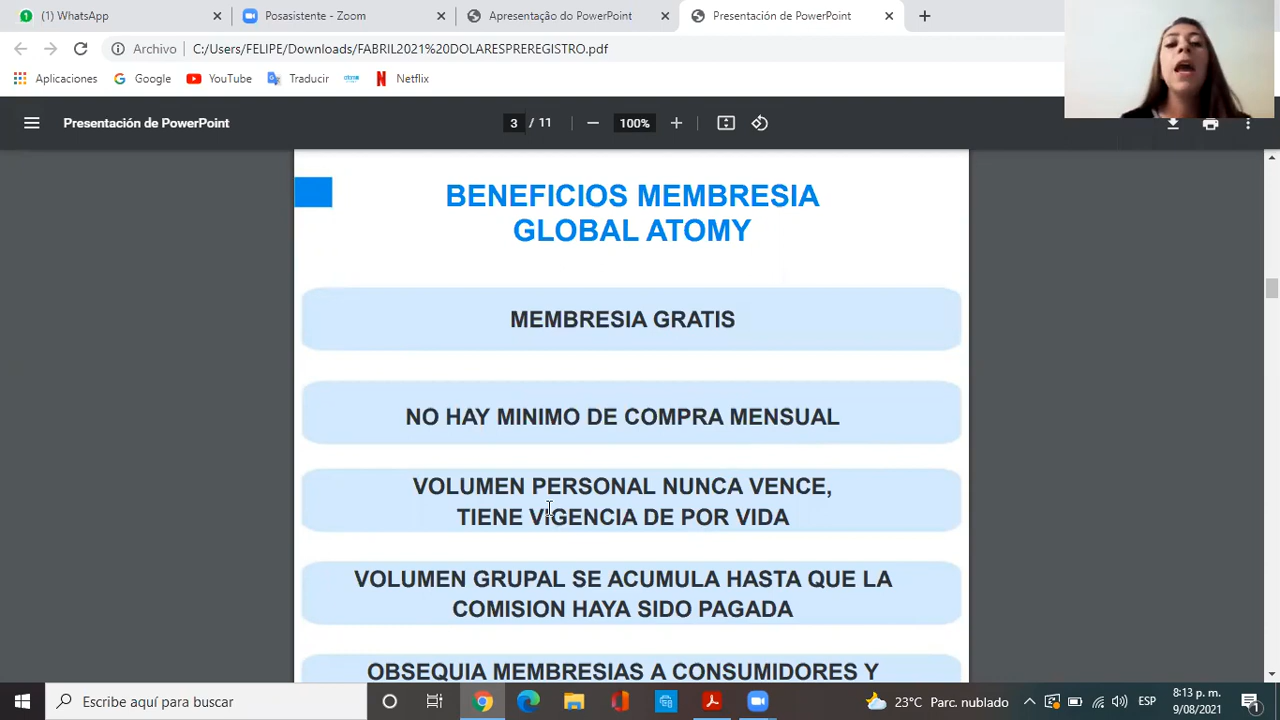 (1) WhatsApp
Posasistente - Zoom
Apresentação do PowerPoint
Presentación de PowerPoint
Archivo
C:/Users/FELIPE/Downloads/FABRIL2021%20DOLARESPREREGISTRO.pdf
Aplicaciones
Google
YouTube
Traducir
Netflix
Presentación de PowerPoint
3 / 11
100%
BENEFICIOS MEMBRESIA
GLOBAL ATOMY
MEMBRESIA GRATIS
NO HAY MINIMO DE COMPRA MENSUAL
VOLUMEN PERSONAL NUNCA VENCE,
TIENE VIGENCIA DE POR VIDA
VOLUMEN GRUPAL SE ACUMULA HASTA QUE LA
COMISION HAYA SIDO PAGADA
OBSEQUIA MEMBRESIAS A CONSUMIDORES Y
Escribe aquí para buscar
23°C Parc. nublado
ESP
8:13 p. m.
9/08/2021